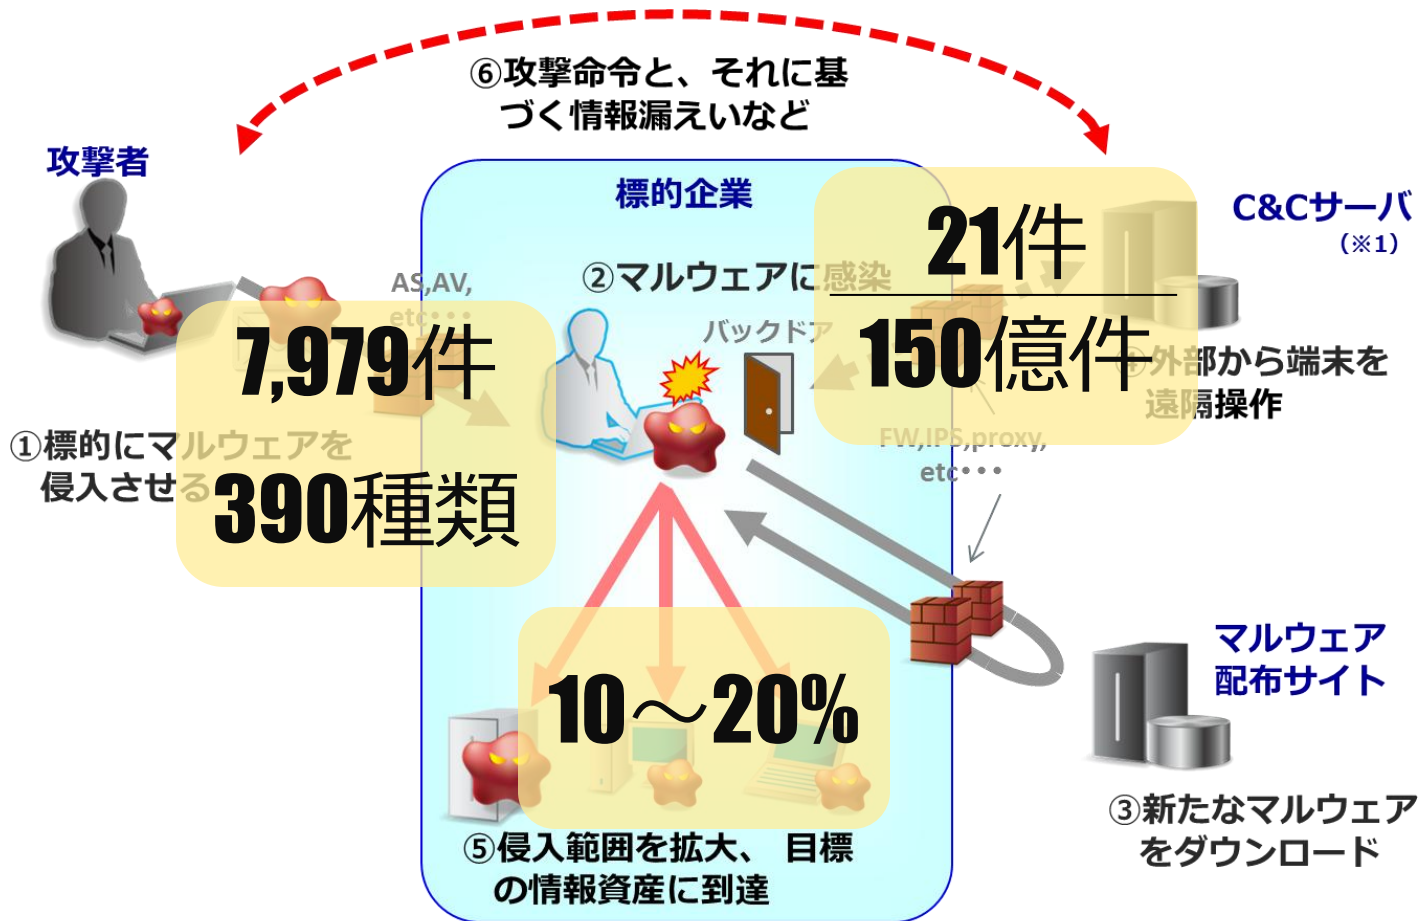 ⑥攻撃命令と、それに基
づく情報漏えいなど
攻撃者
標的企業
C&Cサーバ
(※1)
②マルウェアに感染
AS,AV,
etc･･･
バックドア
21件
150億件
7,979件
390種類
①標的にマルウェアを
侵入させる
④外部から端末を
遠隔操作
FW,IPS,proxy,
etc･･･
マルウェア
配布サイト
10～20%
③新たなマルウェア
をダウンロード
⑤侵入範囲を拡大、 目標
の情報資産に到達